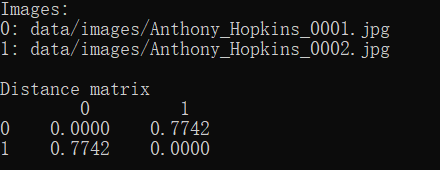 Images:
0: data/images/Anthony_Hopkins_0001.jpg
1: data/images/Anthony_Hopkins_0002.jpg

Distance matrix
        0         1
0    0.0000    0.7742
1    0.7742    0.0000